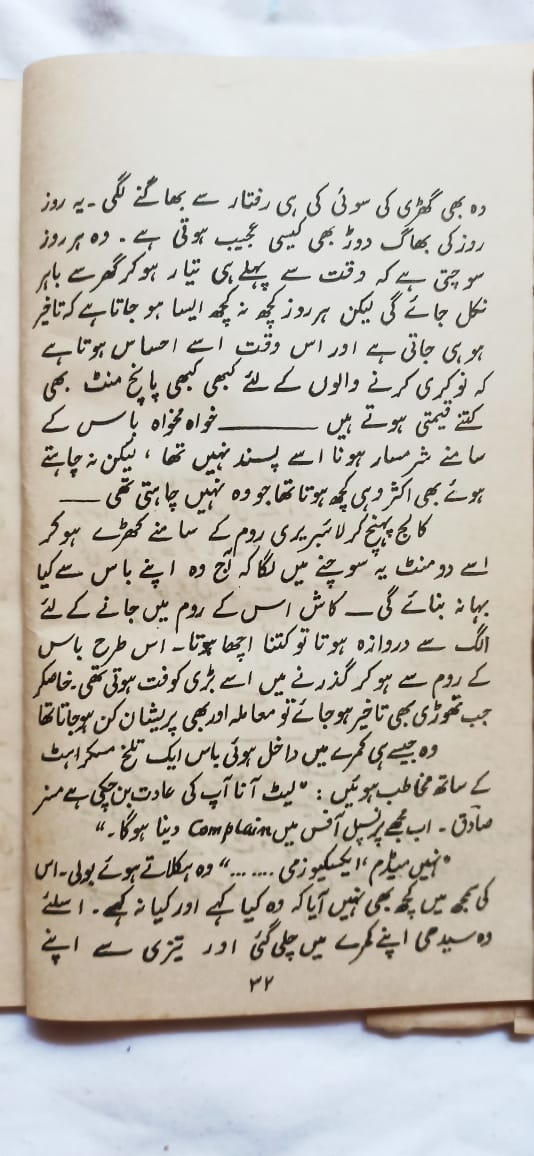 وہ بھی گھڑی کی سوئی کی ہی رفتار سے بھاگنے لگی ۔ یہ روز
روز کی بھاگ دوڑ بھی کیسی عجیب ہوتی ہے ۔ وہ ہر روز
سوچتی ہے کہ وقت سے پہلے ہی تیار ہو کر گھر سے باہر
نکل جائے گی لیکن ہر روز کچھ نہ کچھ ایسا ہو جاتا ہے کہ تاخیر
ہو ہی جاتی ہے اور اس وقت اسے احساس ہوتا ہے
کہ نوکری کرنے والوں کے لئے کبھی کبھی پانچ منٹ بھی
کتنے قیمتی ہوتے ہیں ــــــــــ خواہ مخواہ باس کے
سامنے شرمسار ہونا اسے پسند نہیں تھا ، لیکن نہ چاہتے
ہوئے بھی اکثر وہی کچھ ہوتا تھا جو وہ نہیں چاہتی تھی ـــ
کالج پہنچ کر لائبریری روم کے سامنے کھڑے ہو کر
اسے دو منٹ یہ سوچنے میں لگا کہ آج وہ اپنے باس سے کیا
بہانہ بنائے گی ـــ کاش اس کے روم میں جانے کے لئے
الگ سے دروازہ ہوتا تو کتنا اچھا ہوتا ۔ اس طرح باس
کے روم سے ہو کر گذرنے میں اسے بڑی کوفت ہوتی تھی ۔ خاصکر
جب تھوڑی بھی تاخیر ہو جائے تو معاملہ اور بھی پریشان کن ہو جاتا تھا
وہ جیسے ہی کمرے میں داخل ہوئی باس ایک تلخ مسکراہٹ
کے ساتھ مخاطب ہوئیں : "لیٹ آنا آپ کی عادت بن چکی ہے مسز
صادق ۔ اب مجھے پرنسپل آفس میں Complain دینا ہو گا ۔"
"نہیں میڈم ، ایکسکیوزمی ......." وہ ہکلاتے ہوئے بولی ۔ اس
کی سمجھ میں کچھ بھی نہیں آیا کہ وہ کیا کہے اور کیا نہ کہے ۔ اسلئے
وہ سیدھی اپنے کمرے میں چلی گئی اور تیزی سے اپنے
۳۲